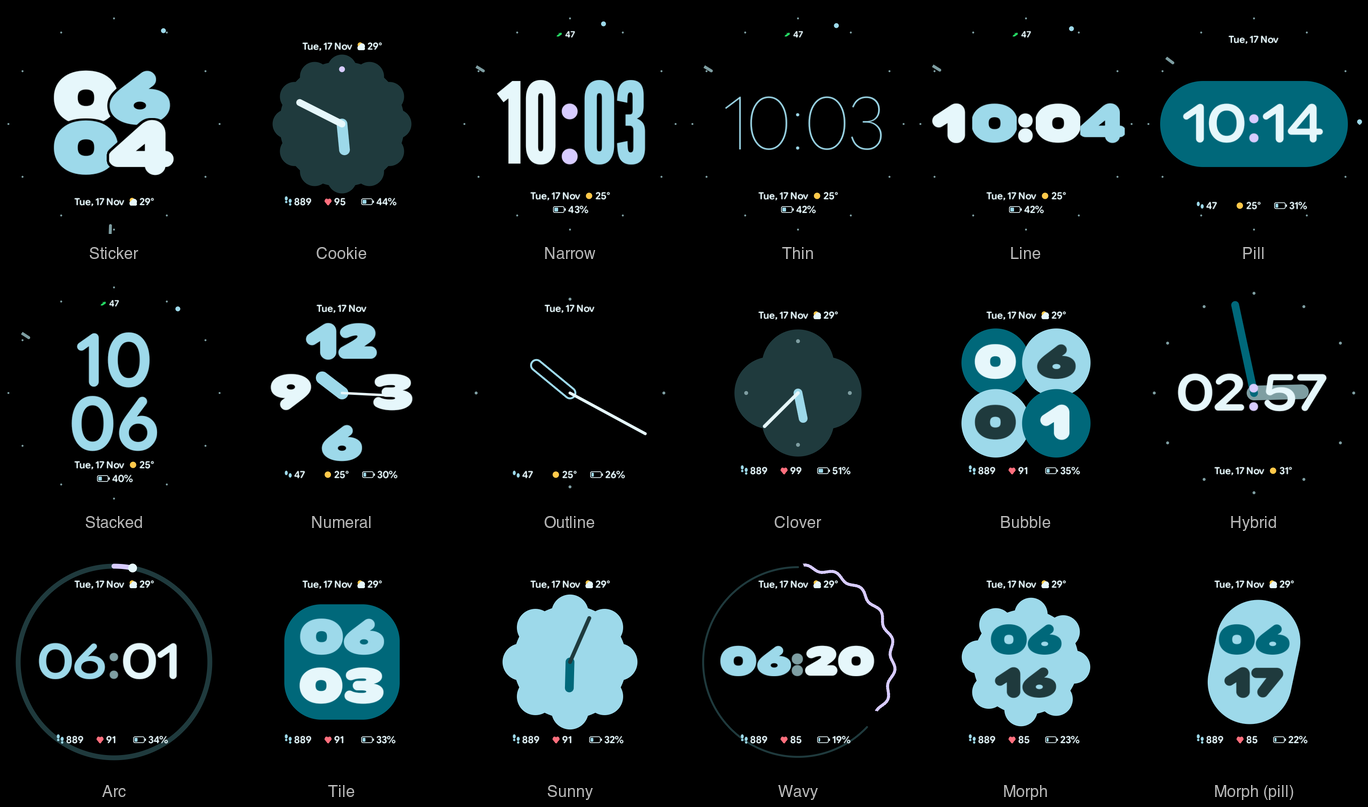 06
04
Tue, 17 Nov 29°
Sticker
Tue, 17 Nov 29°
889 95 44%
Cookie
47
10:03
Tue, 17 Nov 25°
43%
Narrow
47
10:03
Tue, 17 Nov 25°
42%
Thin
47
10:04
Tue, 17 Nov 25°
42%
Line
Tue, 17 Nov
10:14
47 25° 31%
Pill
47
10
06
Tue, 17 Nov 25°
40%
Stacked
Tue, 17 Nov
12
9 3
6
47 25° 30%
Numeral
Tue, 17 Nov
47 25° 26%
Outline
Tue, 17 Nov 29°
889 99 51%
Clover
Tue, 17 Nov 29°
0 6
0 1
889 91 35%
Bubble
02:57
Tue, 17 Nov 31°
Hybrid
Tue, 17 Nov 29°
06:01
889 91 34%
Arc
Tue, 17 Nov 29°
06
03
889 91 33%
Tile
Tue, 17 Nov 29°
889 91 32%
Sunny
Tue, 17 Nov 29°
06:20
889 85 19%
Wavy
Tue, 17 Nov 29°
06
16
889 85 23%
Morph
Tue, 17 Nov 29°
06
17
889 85 22%
Morph (pill)